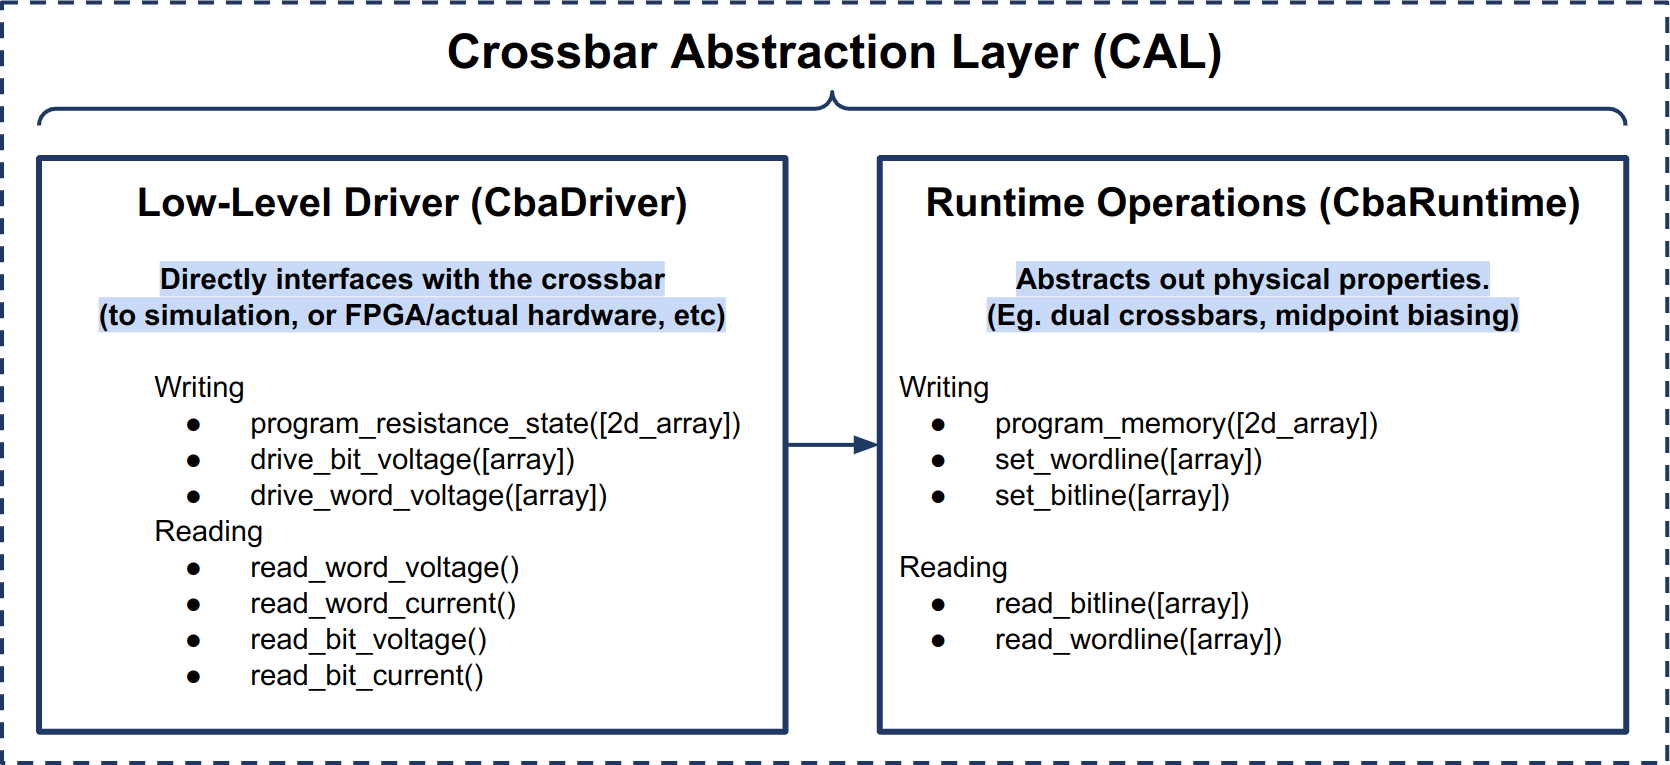 Crossbar Abstraction Layer (CAL)
Low-Level Driver (CbaDriver)
Directly interfaces with the crossbar
(to simulation, or FPGA/actual hardware, etc)
Writing
● program_resistance_state([2d_array])
● drive_bit_voltage([array])
● drive_word_voltage([array])
Reading
● read_word_voltage()
● read_word_current()
● read_bit_voltage()
● read_bit_current()
Runtime Operations (CbaRuntime)
Abstracts out physical properties.
(Eg. dual crossbars, midpoint biasing)
Writing
● program_memory([2d_array])
● set_wordline([array])
● set_bitline([array])
Reading
● read_bitline([array])
● read_wordline([array])